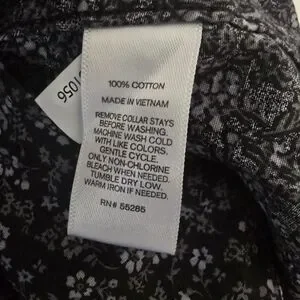 100% COTTON
MADE IN VIETNAM
REMOVE COLLAR STAYS
BEFORE WASHING.
MACHINE WASH COLD
WITH LIKE COLORS.
GENTLE CYCLE.
ONLY NON-CHLORINE
BLEACH WHEN NEEDED.
TUMBLE DRY LOW.
WARM IRON IF NEEDED.
RN# 55285